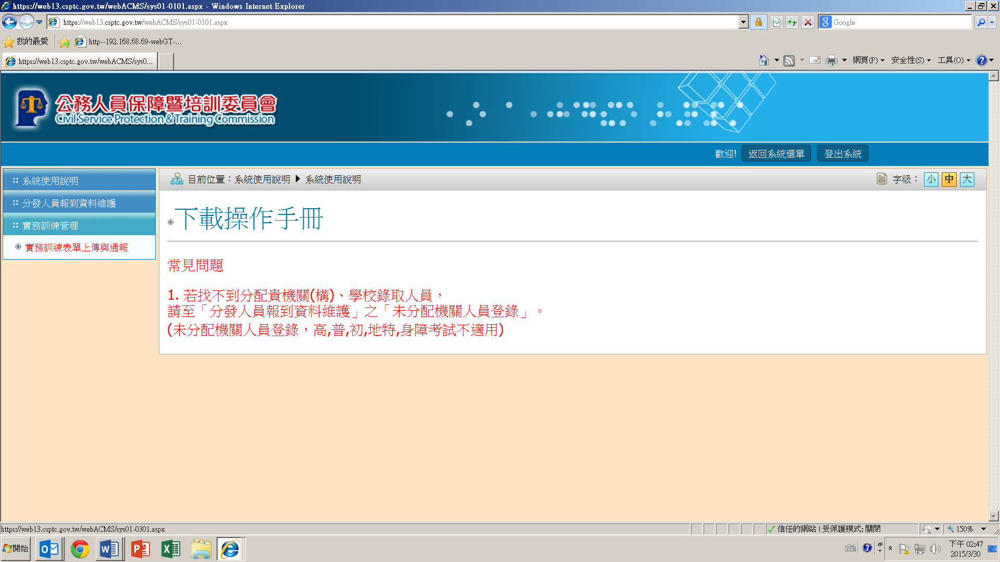 https://web13.csptc.gov.tw/webACMS/sys01-0101.aspx - Windows Internet Explorer
https://web13.csptc.gov.tw/webACMS/sys01-0101.aspx
Google
我的最愛
http--192.168.68.69-webGT-...
https://web13.csptc.gov.tw/webACMS/sys0...
網頁(P)
安全性(S)
工具(O)
公務人員保障暨培訓委員會
Civil Service Protection & Training Commission
歡迎! 返回系統選單 登出系統
系統使用說明
分發人員報到資料維護
實務訓練管理
實務訓練表單上傳與通報
目前位置：系統使用說明 系統使用說明
字級： 小 中 大
下載操作手冊
常見問題
1. 若找不到分配貴機關(構)、學校錄取人員，
請至「分發人員報到資料維護」之「未分配機關人員登錄」。
(未分配機關人員登錄，高,普,初,地特,身障考試不適用)
https://web13.csptc.gov.tw/webACMS/sys01-0301.aspx
信任的網站 | 受保護模式: 關閉
150%
開始
下午 02:47
2015/3/30